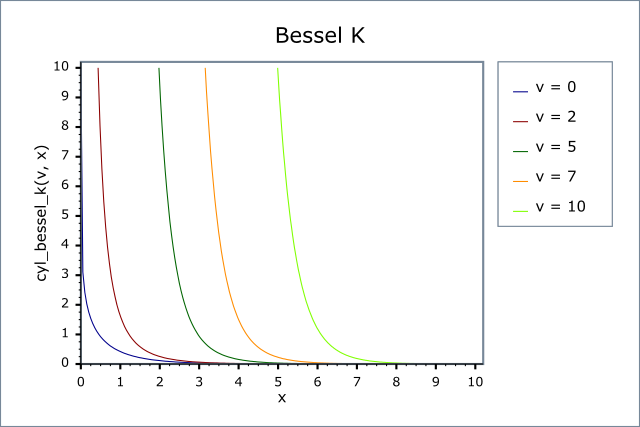 Bessel K
10
9
8
7
6
5
4
3
2
1
0
cyl_bessel_k(v, x)
0 1 2 3 4 5 6 7 8 9 10
x
v = 0
v = 2
v = 5
v = 7
v = 10